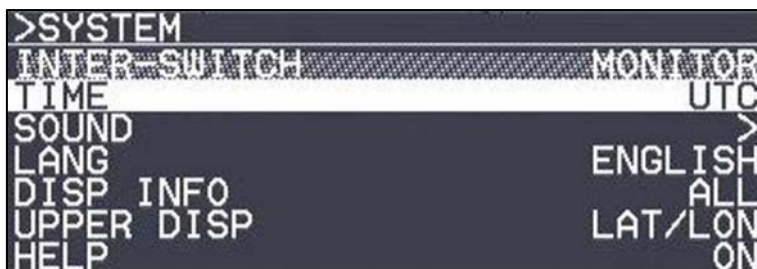 >SYSTEM
INTER-SWITCH MONITOR
TIME UTC
SOUND >
LANG ENGLISH
DISP INFO ALL
UPPER DISP LAT/LON
HELP ON